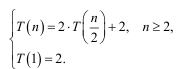 T(n) = 2 · T(n/2) + 2, n ≥ 2,
T(1) = 2.